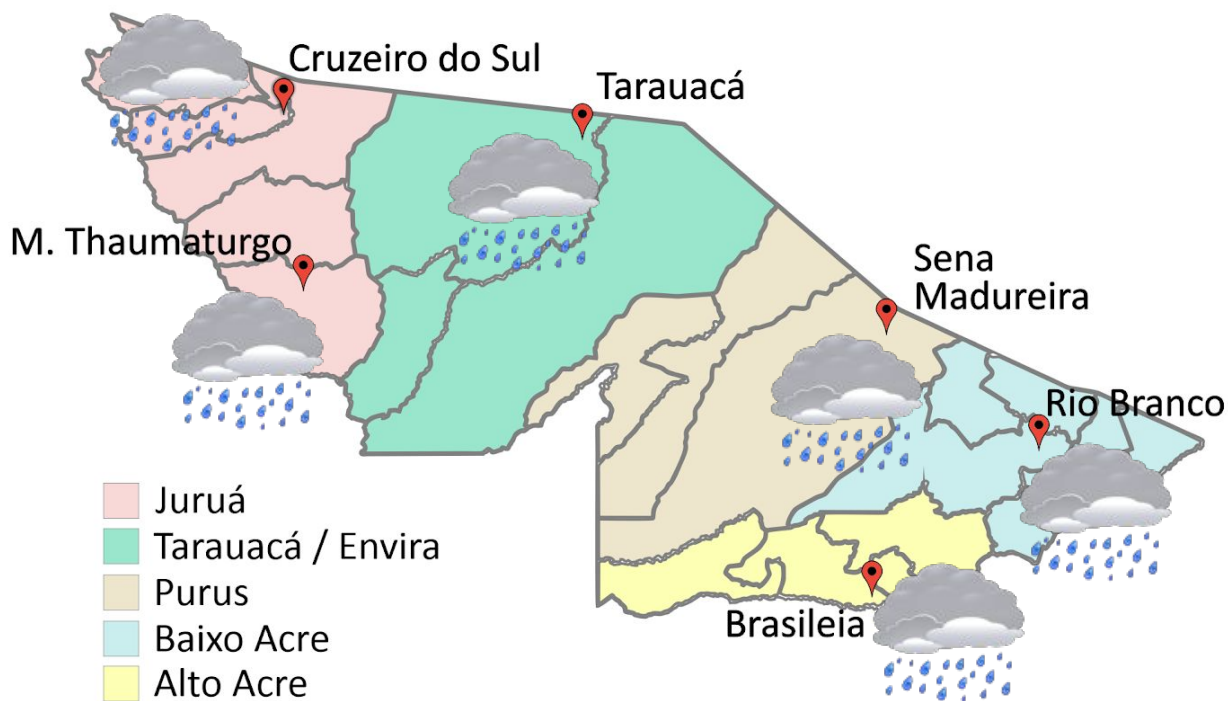 Cruzeiro do Sul
Tarauacá
M. Thaumaturgo
Sena
Madureira
Rio Branco
Brasileia
Juruá
Tarauacá / Envira
Purus
Baixo Acre
Alto Acre